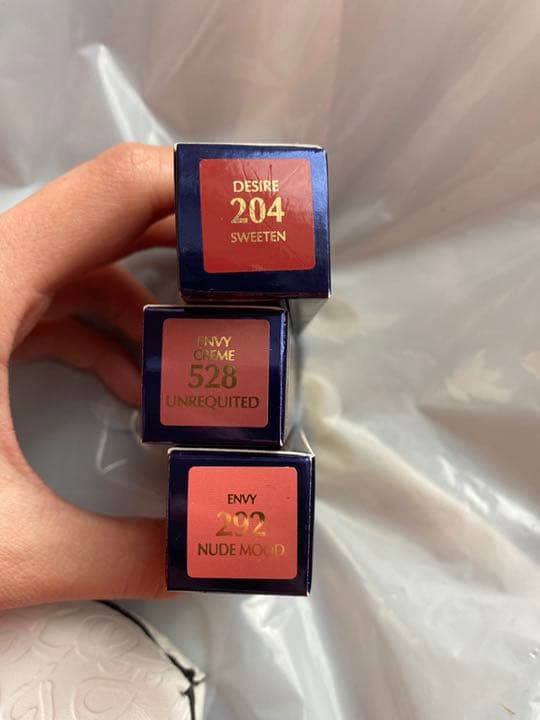 DESIRE
204
SWEETEN
ENVY
CREME
528
UNREQUITED
ENVY
292
NUDE MOOD